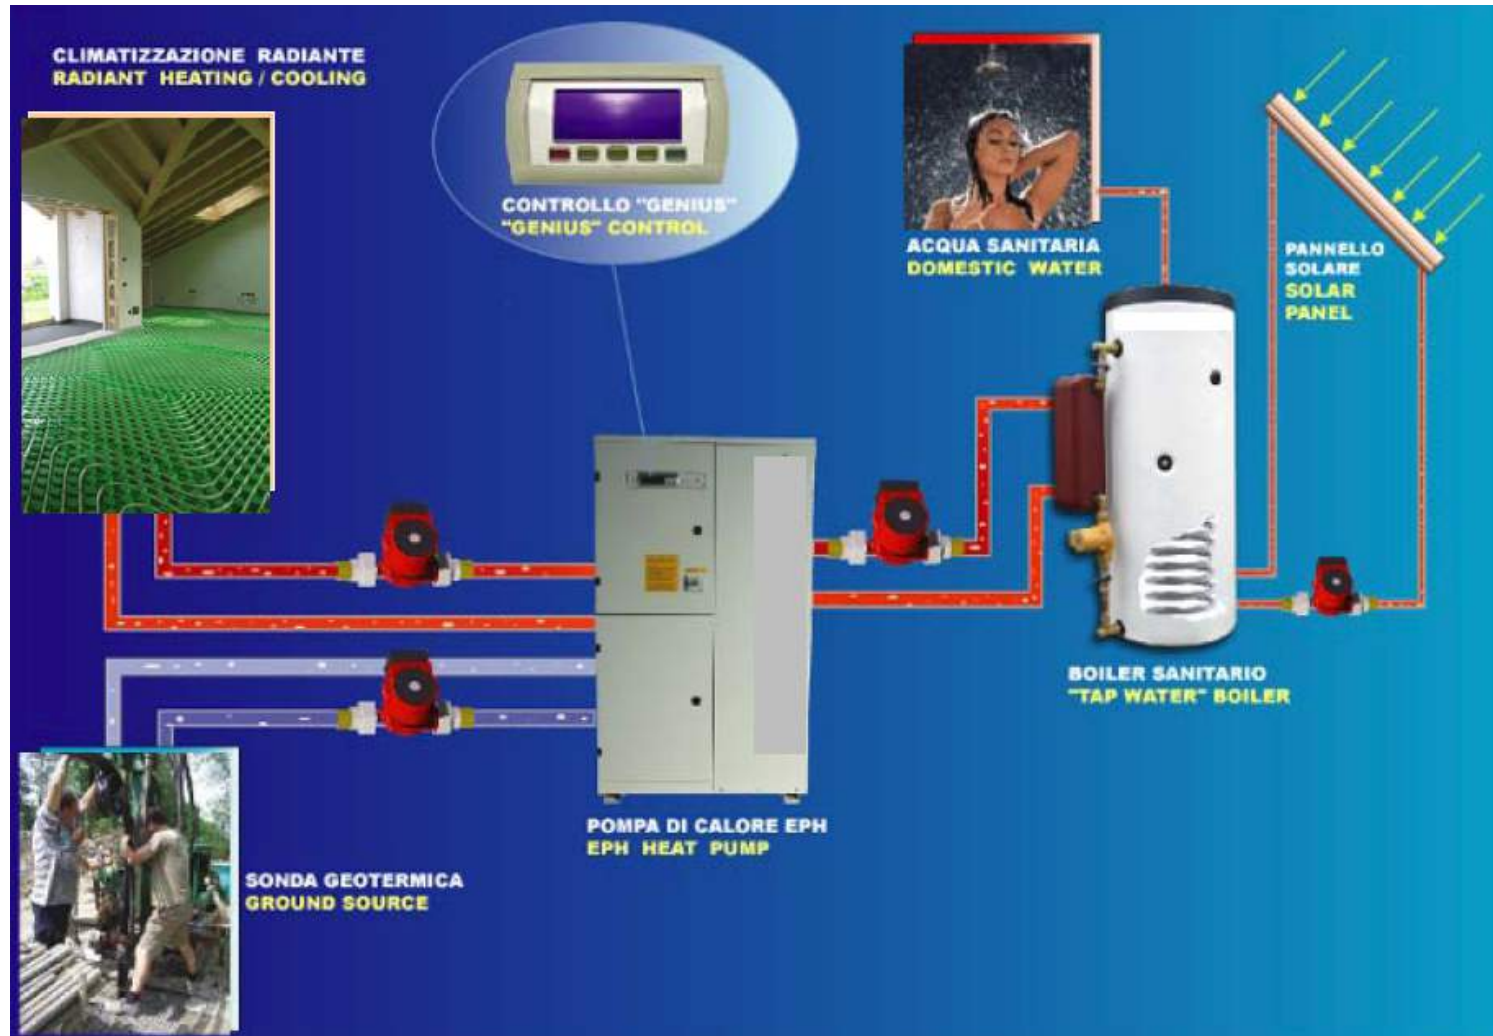 CLIMATIZZAZIONE RADIANTE
RADIANT HEATING / COOLING
CONTROLLO "GENIUS"
"GENIUS" CONTROL
ACQUA SANITARIA
DOMESTIC WATER
PANNELLO
SOLARE
SOLAR
PANEL
BOILER SANITARIO
"TAP WATER" BOILER
POMPA DI CALORE EPH
EPH HEAT PUMP
SONDA GEOTERMICA
GROUND SOURCE